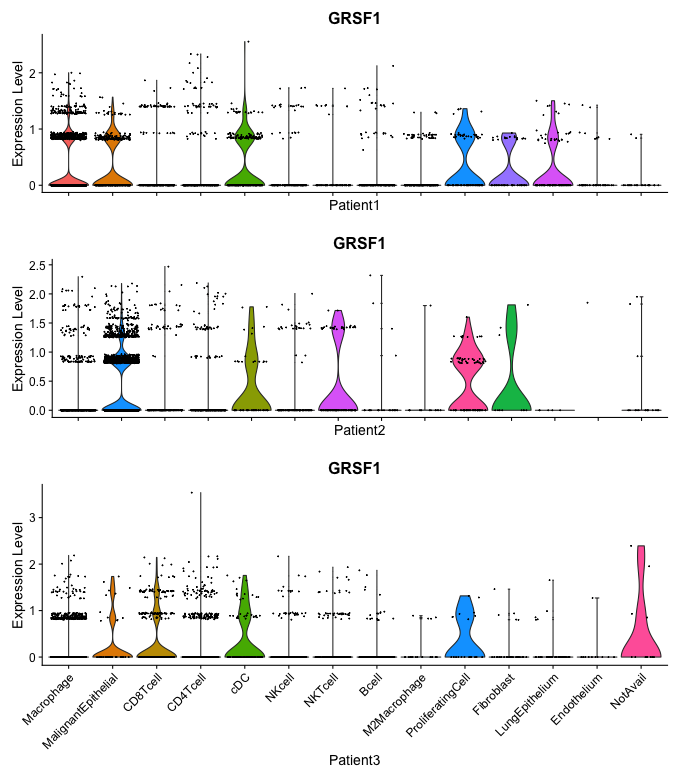 GRSF1
Expression Level
2
1
0
Patient1
GRSF1
Expression Level
2.5
2.0
1.5
1.0
0.5
0.0
Patient2
GRSF1
Expression Level
3
2
1
0
Macrophage
MalignantEpithelial
CD8Tcell
CD4Tcell
cDC
NKcell
NKTcell
Bcell
M2Macrophage
ProliferatingCell
Fibroblast
LungEpithelium
Endothelium
NotAvail
Patient3